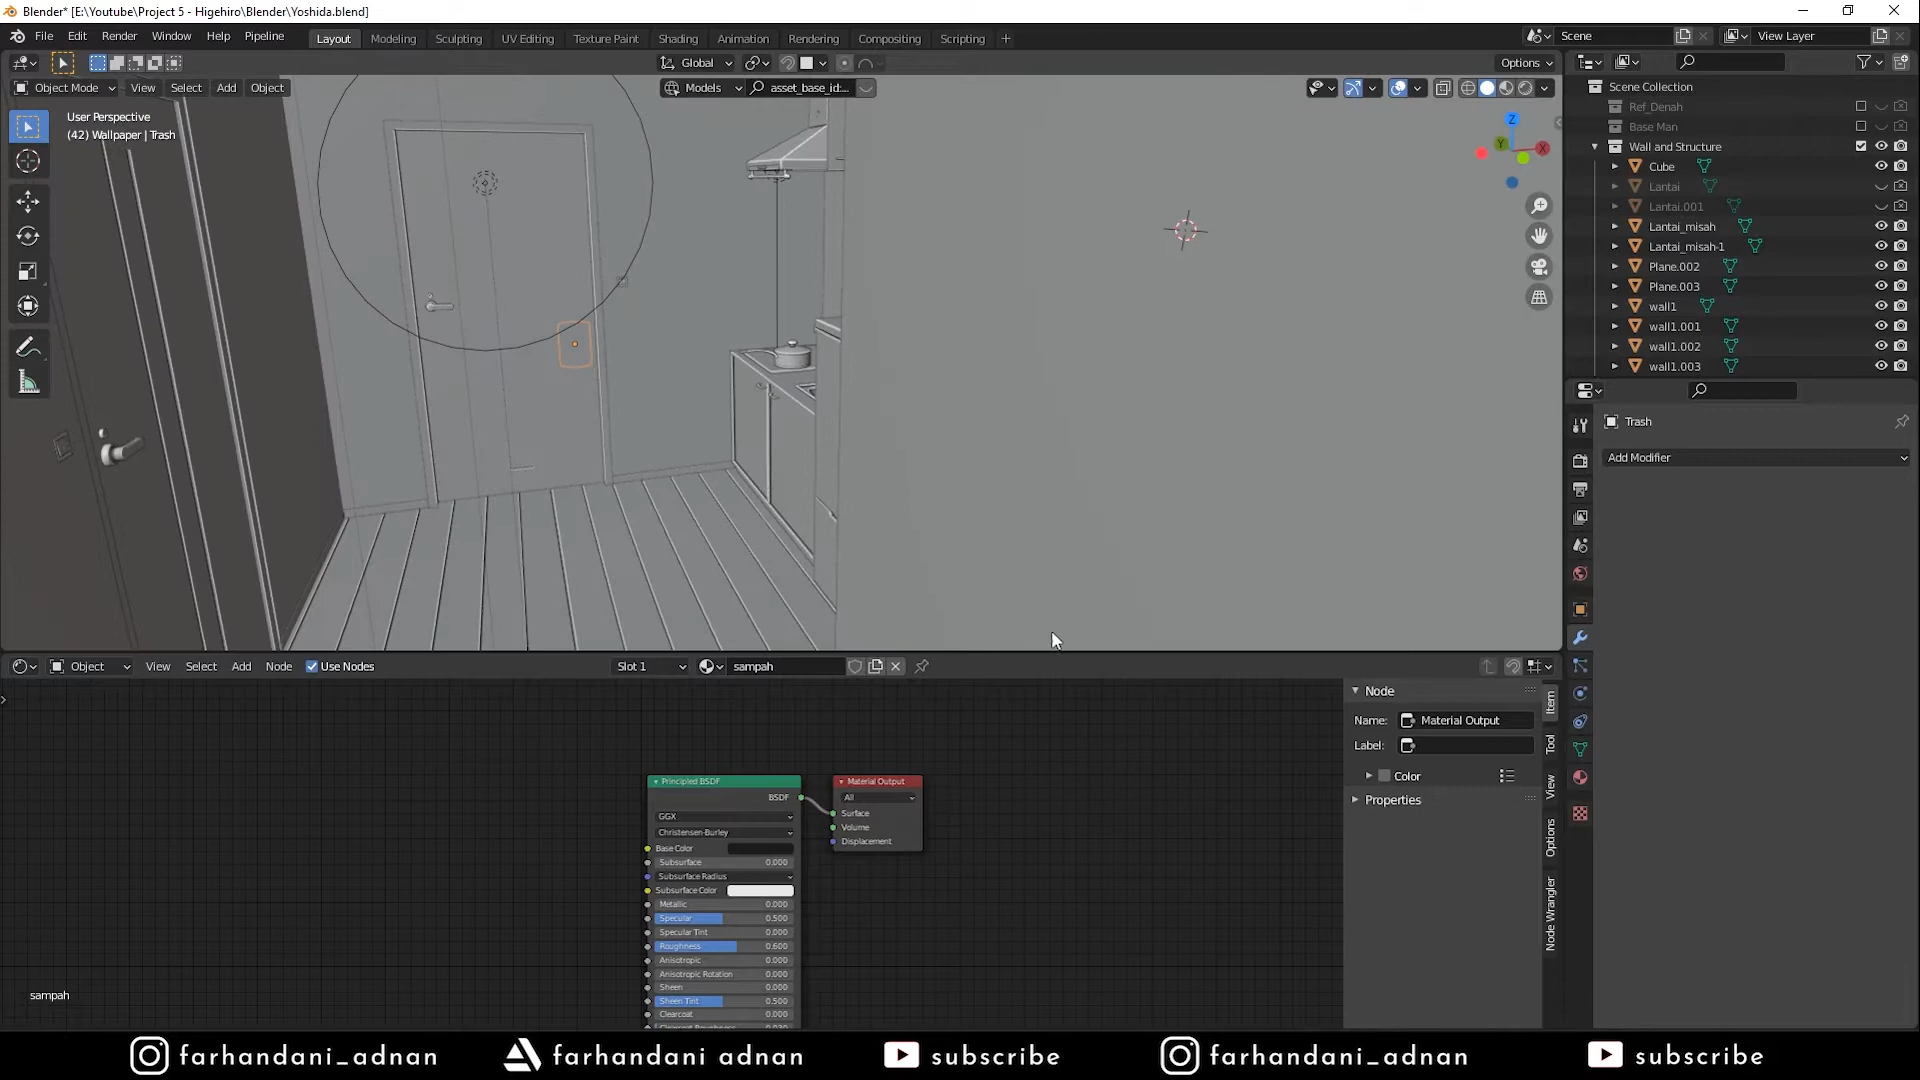 Blender* [E:\Youtube\Project 5 - Higehiro\Blender\Yoshida.blend]
File Edit Render Window Help Pipeline Layout Modeling Sculpting UV Editing Texture Paint Shading Animation Rendering Compositing Scripting + Scene View Layer
Global Options
Object Mode View Select Add Object Models asset_base_id:...
User Perspective
(42) Wallpaper | Trash
Z
Y
X
Scene Collection
Ref_Denah
Base Man
Wall and Structure
Cube
Lantai
Lantai.001
Lantai_misah
Lantai_misah-1
Plane.002
Plane.003
wall1
wall1.001
wall1.002
wall1.003
Trash
Add Modifier
Object View Select Add Node Use Nodes Slot 1 sampah
Principled BSDF
BSDF
GGX
Christensen-Burley
Base Color
Subsurface 0.000
Subsurface Radius
Subsurface Color
Metallic 0.000
Specular 0.500
Specular Tint 0.000
Roughness 0.600
Anisotropic 0.000
Anisotropic Rotation 0.000
Sheen 0.000
Sheen Tint 0.500
Clearcoat 0.000
Clearcoat Roughness 0.030
Material Output
All
Surface
Volume
Displacement
Node
Name: Material Output
Label:
Color
Properties
Item
Tool
View
Options
Node Wrangler
sampah
farhandani_adnan farhandani adnan subscribe farhandani_adnan subscribe